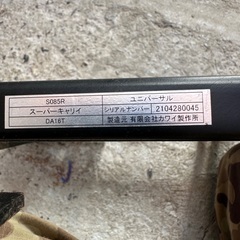 S085R ユニバーサル
スーパーキャリイ シリアルナンバー 2104280045
DA16T 製造元 有限会社カワイ製作所